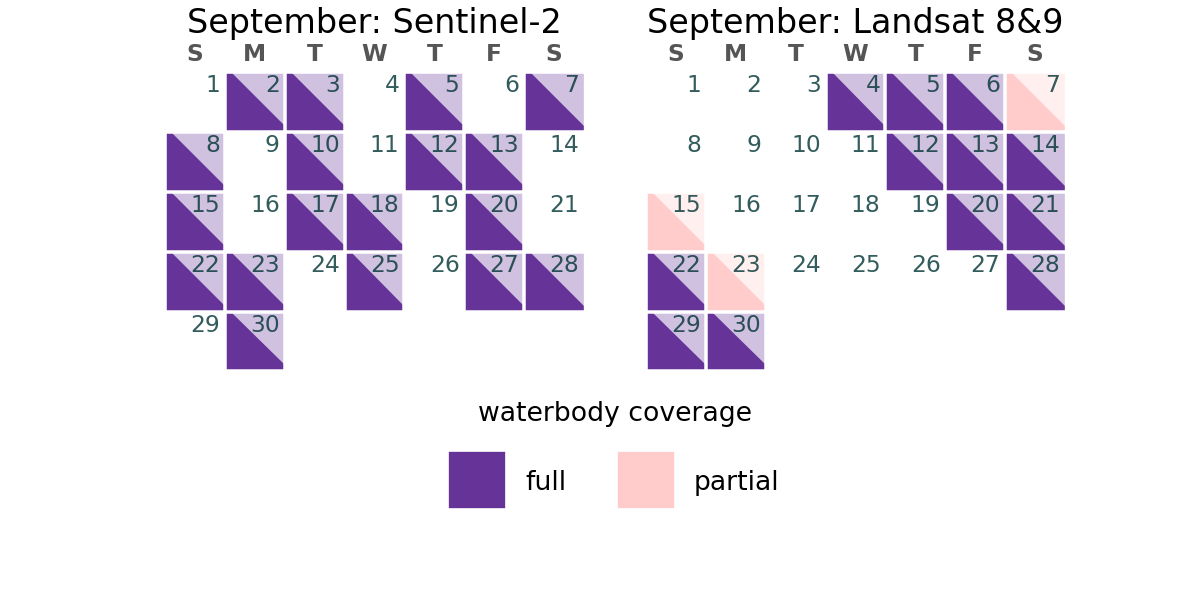 September: Sentinel-2
S M T W T F S
1 2 3 4 5 6 7
8 9 10 11 12 13 14
15 16 17 18 19 20 21
22 23 24 25 26 27 28
29 30
September: Landsat 8&9
S M T W T F S
1 2 3 4 5 6 7
8 9 10 11 12 13 14
15 16 17 18 19 20 21
22 23 24 25 26 27 28
29 30
waterbody coverage
full partial